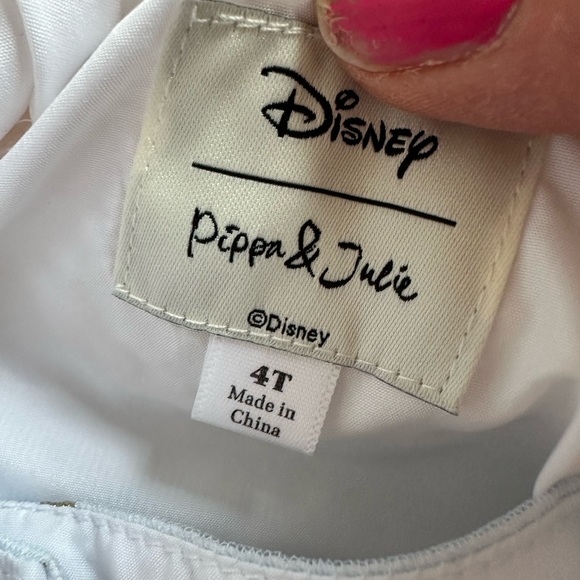 Disney
Pippa & Julie
©Disney
4T
Made in
China